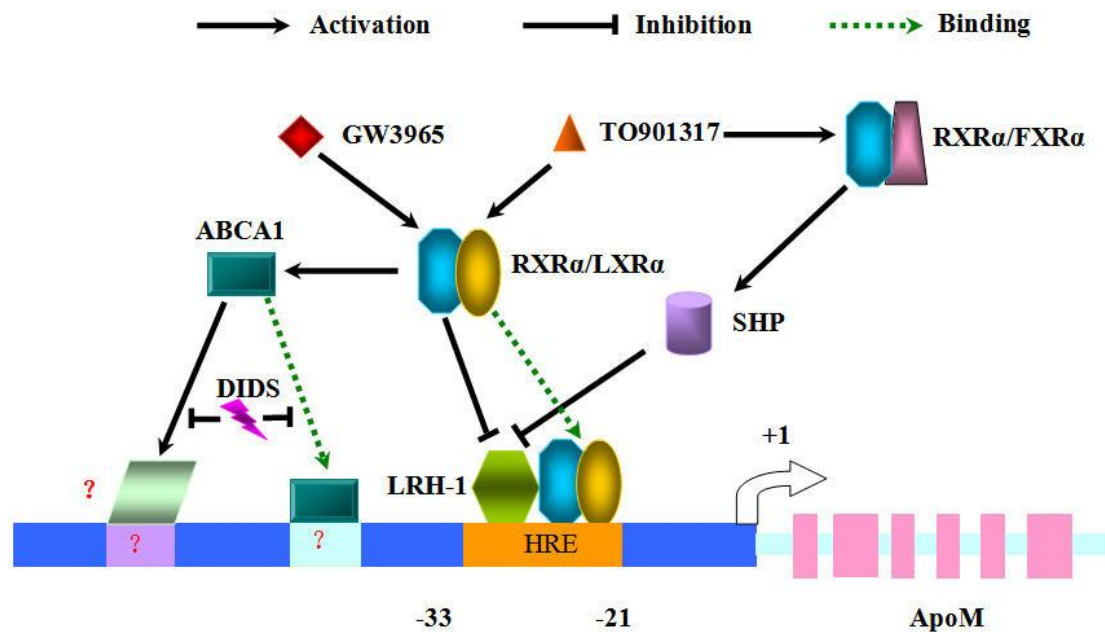 Activation
Inhibition
Binding
GW3965
TO901317
RXRα/FXRα
ABCA1
RXRα/LXRα
SHP
DIDS
+1
LRH-1
?
?
?
HRE
-33
-21
ApoM